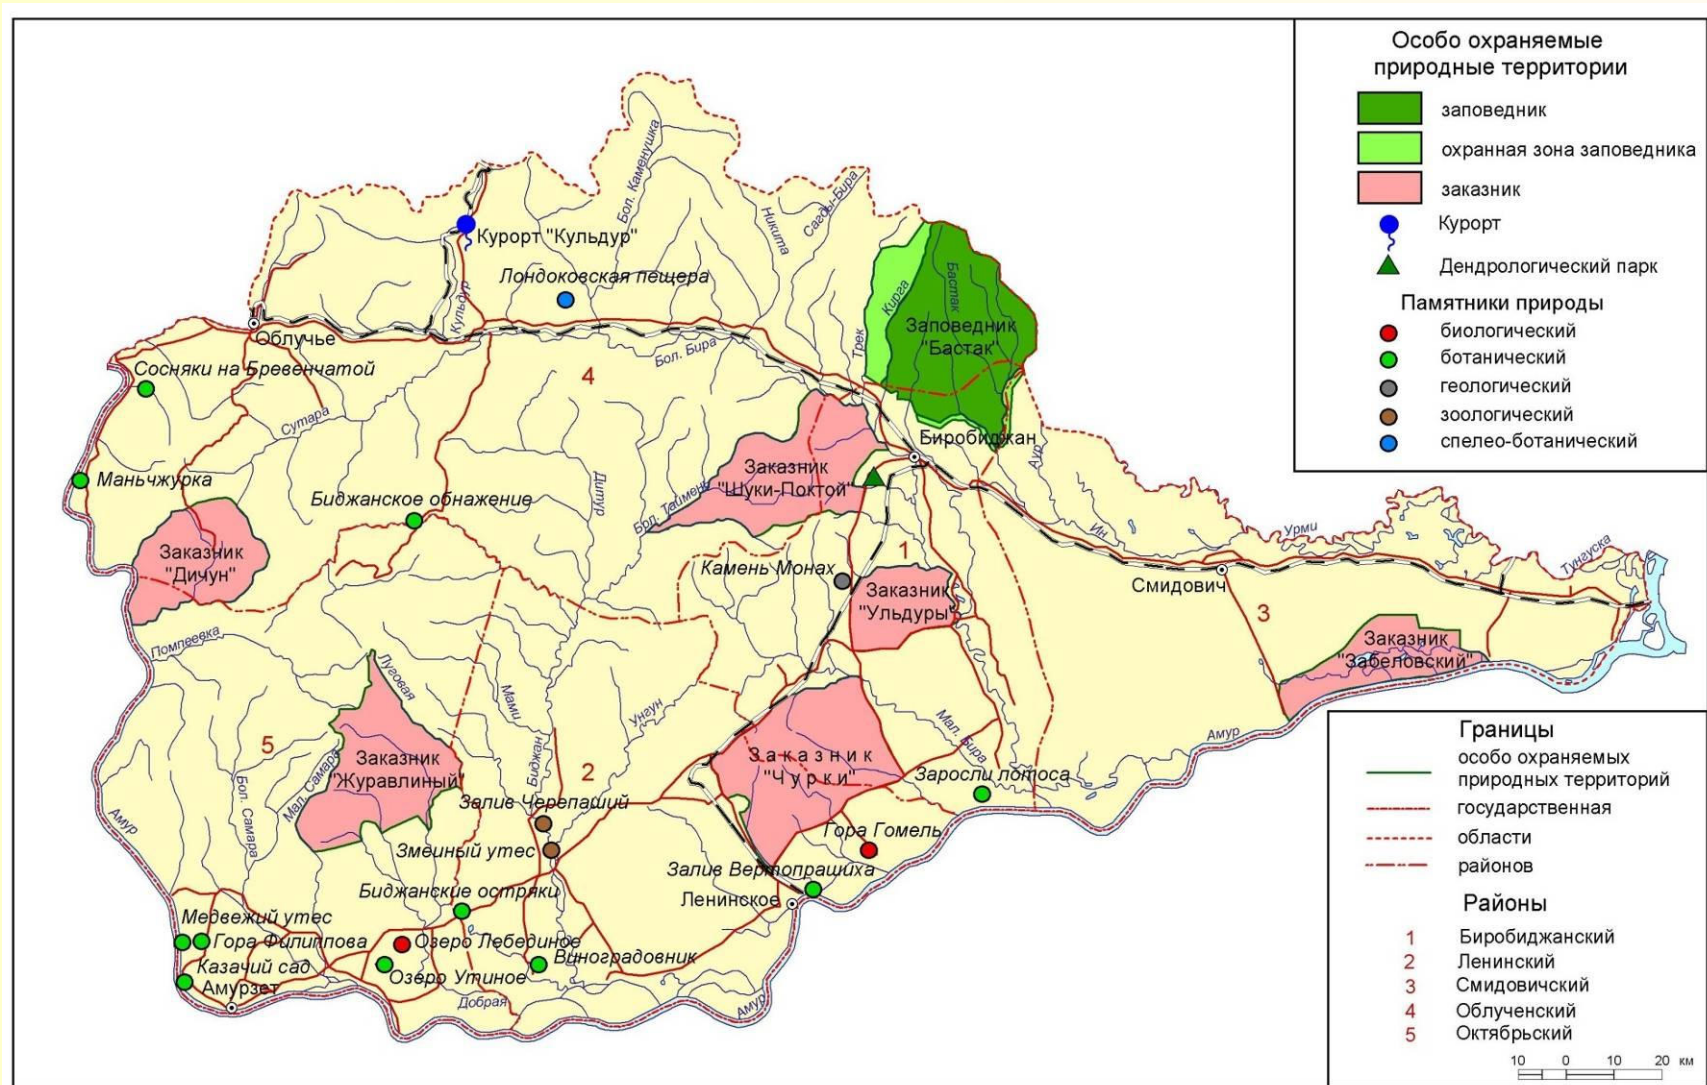 Особо охраняемые
природные территории
заповедник
охранная зона заповедника
заказник
Курорт
Дендрологический парк
Памятники природы
биологический
ботанический
геологический
зоологический
спелео-ботанический
Бол. Каменушка
Никита
Сагды-Бира
Курорт "Кульдур"
Лондоковская пещера
Кульдур
Кирга
Бастак
Заповедник
"Бастак"
Трек
Облучье
Бол. Бира
Сосняки на Бревенчатой
4
Сутара
Биробиджан
Аур
Маньчжурка
Биджанское обнажение
Дитур
Заказник
"Шуки-Поктой"
Ин
Урми
Тунгуска
Заказник
"Дичун"
1
Камень Монах
Заказник
"Ульдуры"
Смидович
3
Заказник
"Забеловский"
Помпеевка
Луговая
Мами
Унгун
Мал. Бира
Амур
5
Мал. Самара
Бол. Самара
Заказник
"Журавлиный"
Биджан
2
Заказник
"Чурки"
Заросли лотоса
Залив Черепаший
Змеиный утес
Гора Гомель
Амур
Залив Вертопрашиха
Ленинское
Биджанские остряки
Медвежий утес
Гора Филиппова
Озеро Лебединое
Казачий сад
Озеро Утиное
Виноградовник
Амурзет
Добрая
Амур
Границы
особо охраняемых
природных территорий
государственная
области
районов
Районы
1 Биробиджанский
2 Ленинский
3 Смидовичский
4 Облученский
5 Октябрьский
10 0 10 20 км